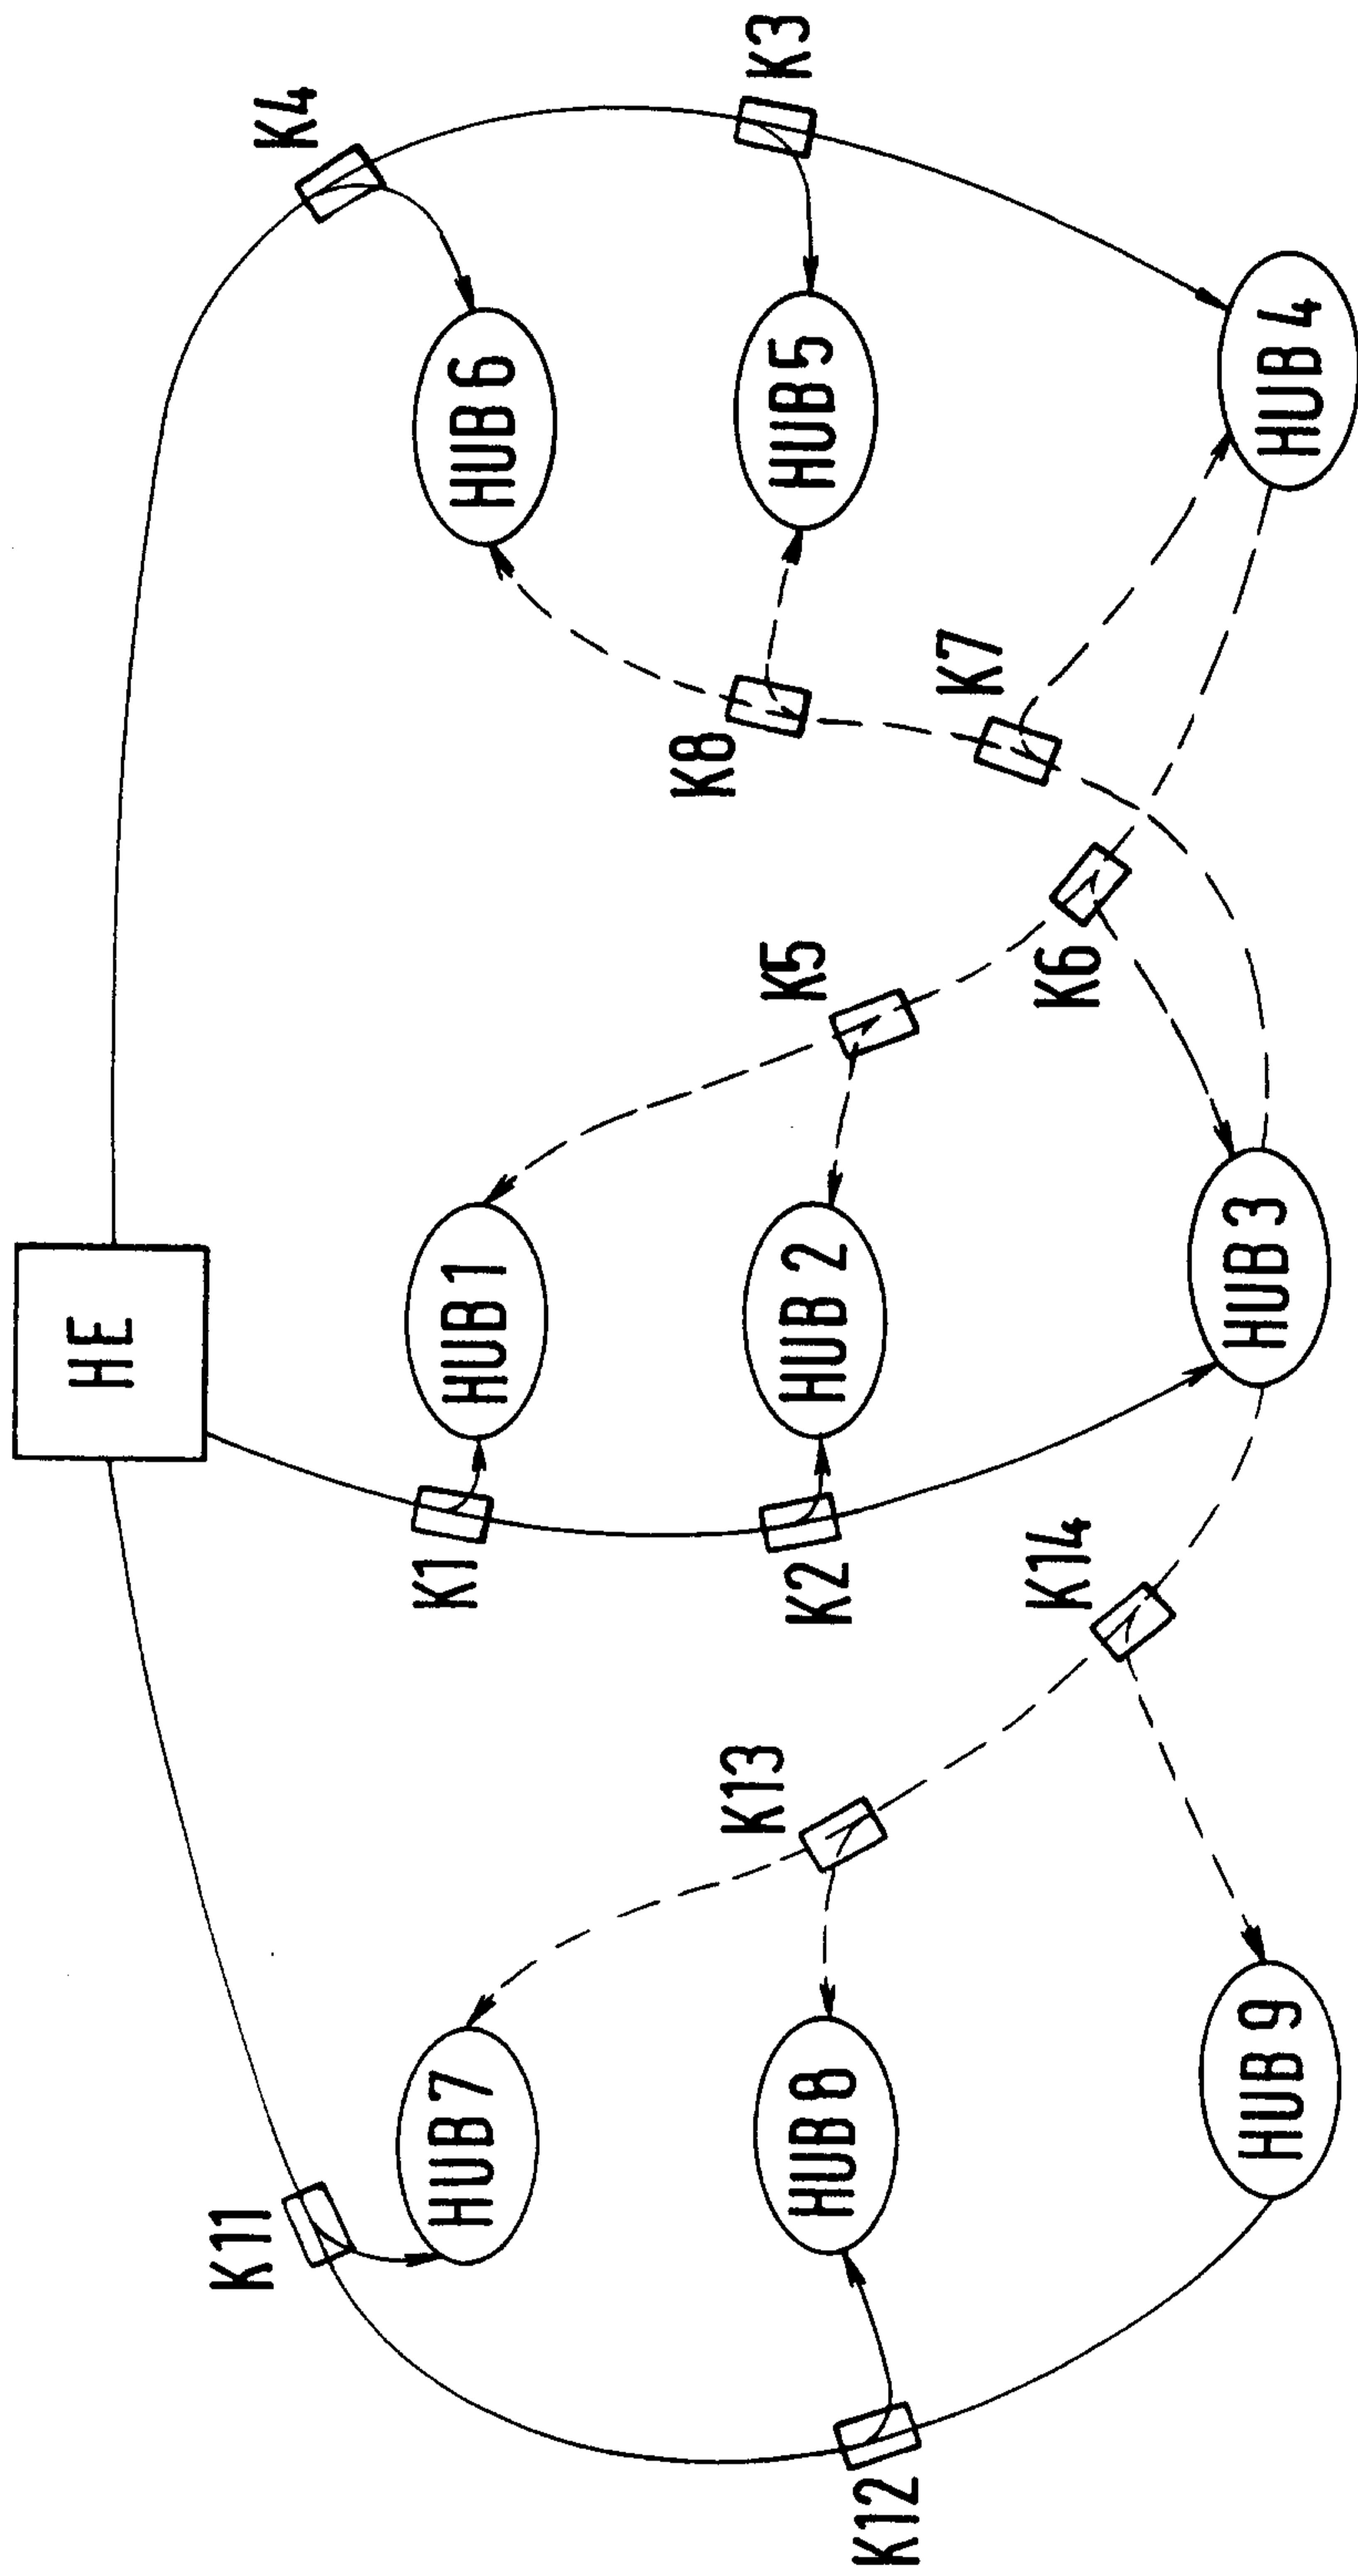 HE
K11
K4
HUB 7
K1
HUB 1
HUB 6
K12
HUB 8
K13
K2
HUB 2
K5
K8
HUB 5
K3
HUB 9
K14
HUB 3
K6
K7
HUB 4